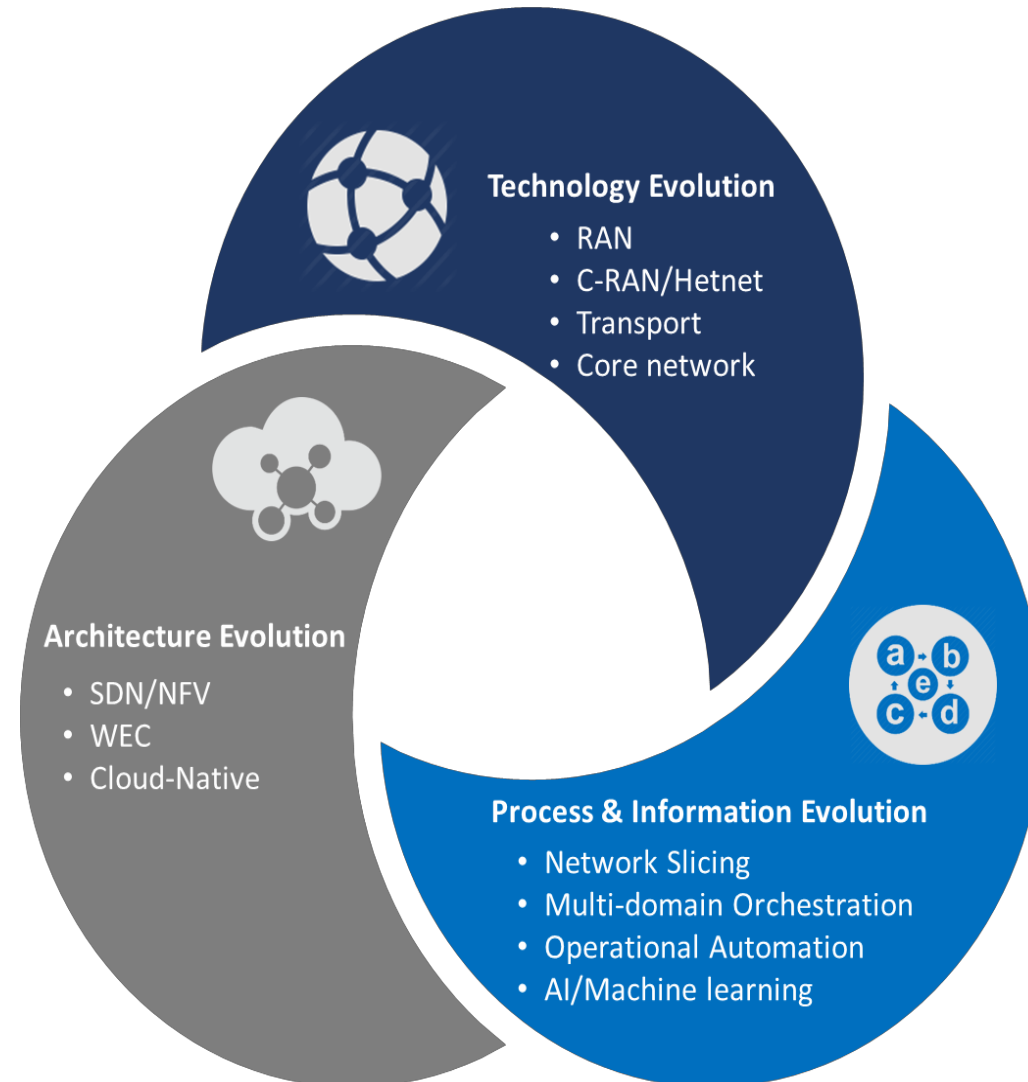 Technology Evolution
• RAN
• C-RAN/Hetnet
• Transport
• Core network
Architecture Evolution
• SDN/NFV
• WEC
• Cloud-Native
a b
e
c d
Process & Information Evolution
• Network Slicing
• Multi-domain Orchestration
• Operational Automation
• AI/Machine learning